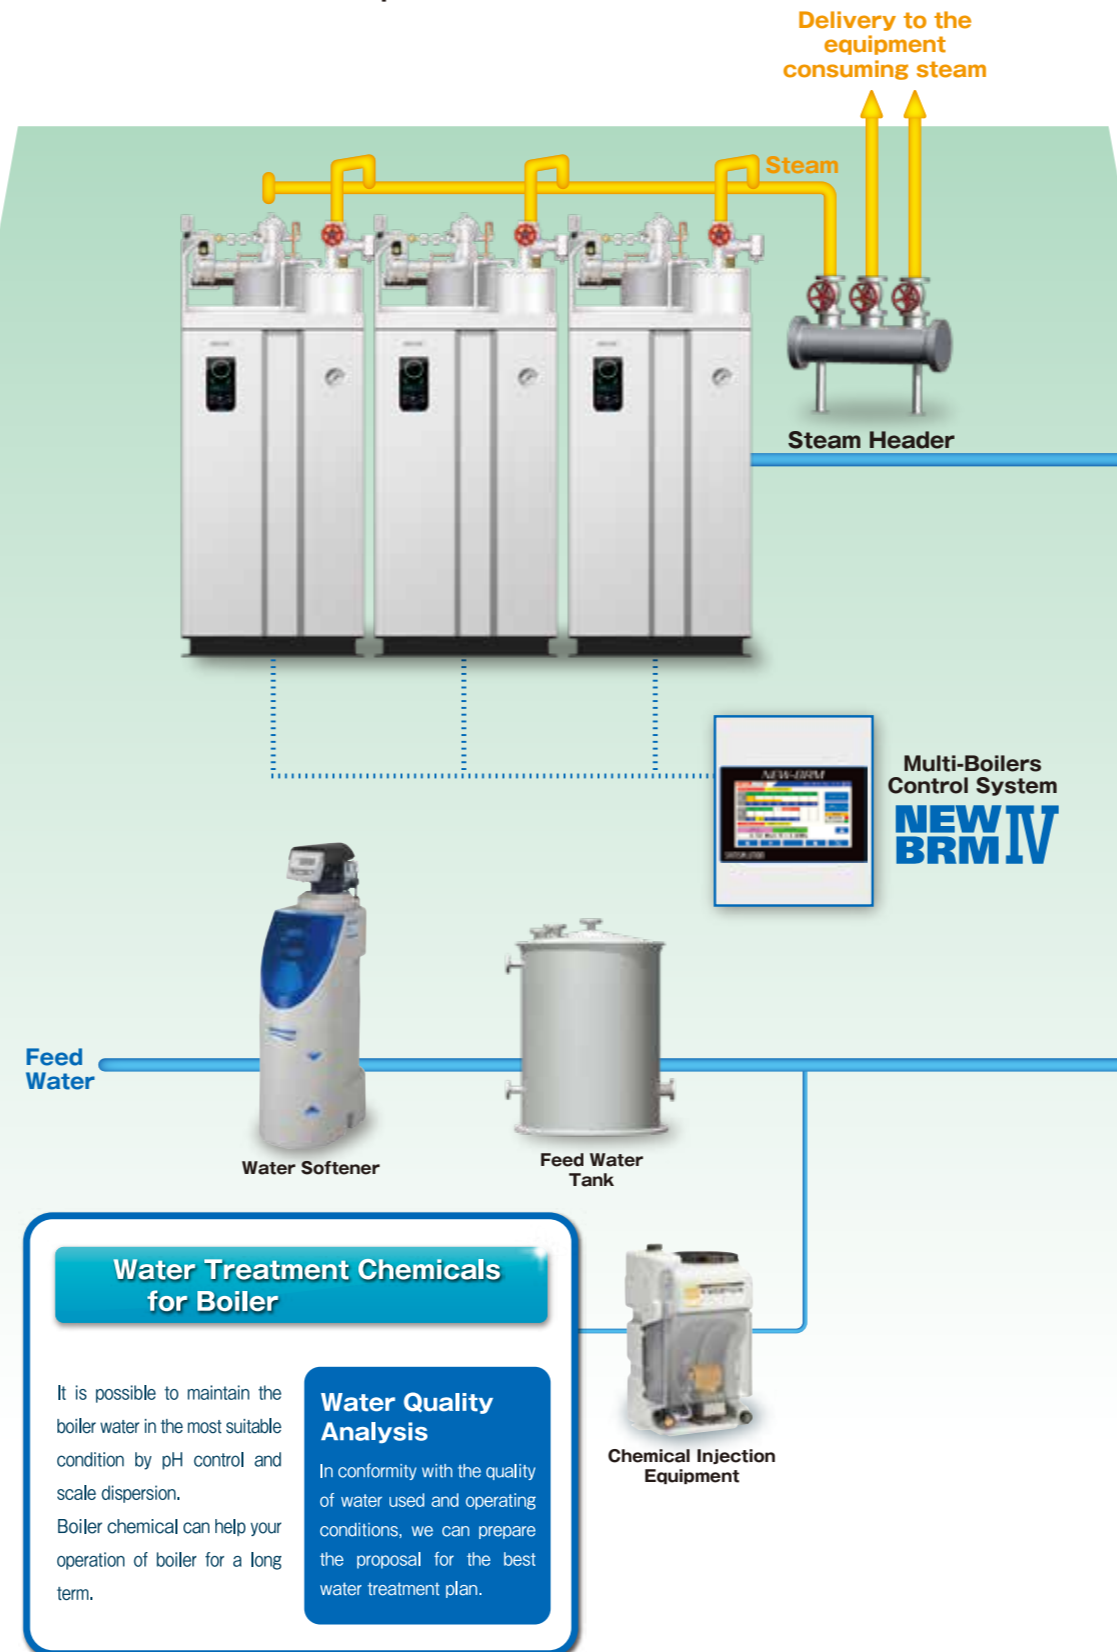 Delivery to the
equipment
consuming steam
Steam
Steam Header
NEW-BRM
Multi-Boilers
Control System
NEW
BRM IV
Feed
Water
Water Softener
Feed Water
Tank
Water Treatment Chemicals
for Boiler
It is possible to maintain the
boiler water in the most suitable
condition by pH control and
scale dispersion.
Boiler chemical can help your
operation of boiler for a long
term.
Water Quality
Analysis
In conformity with the quality
of water used and operating
conditions, we can prepare
the proposal for the best
water treatment plan.
Chemical Injection
Equipment